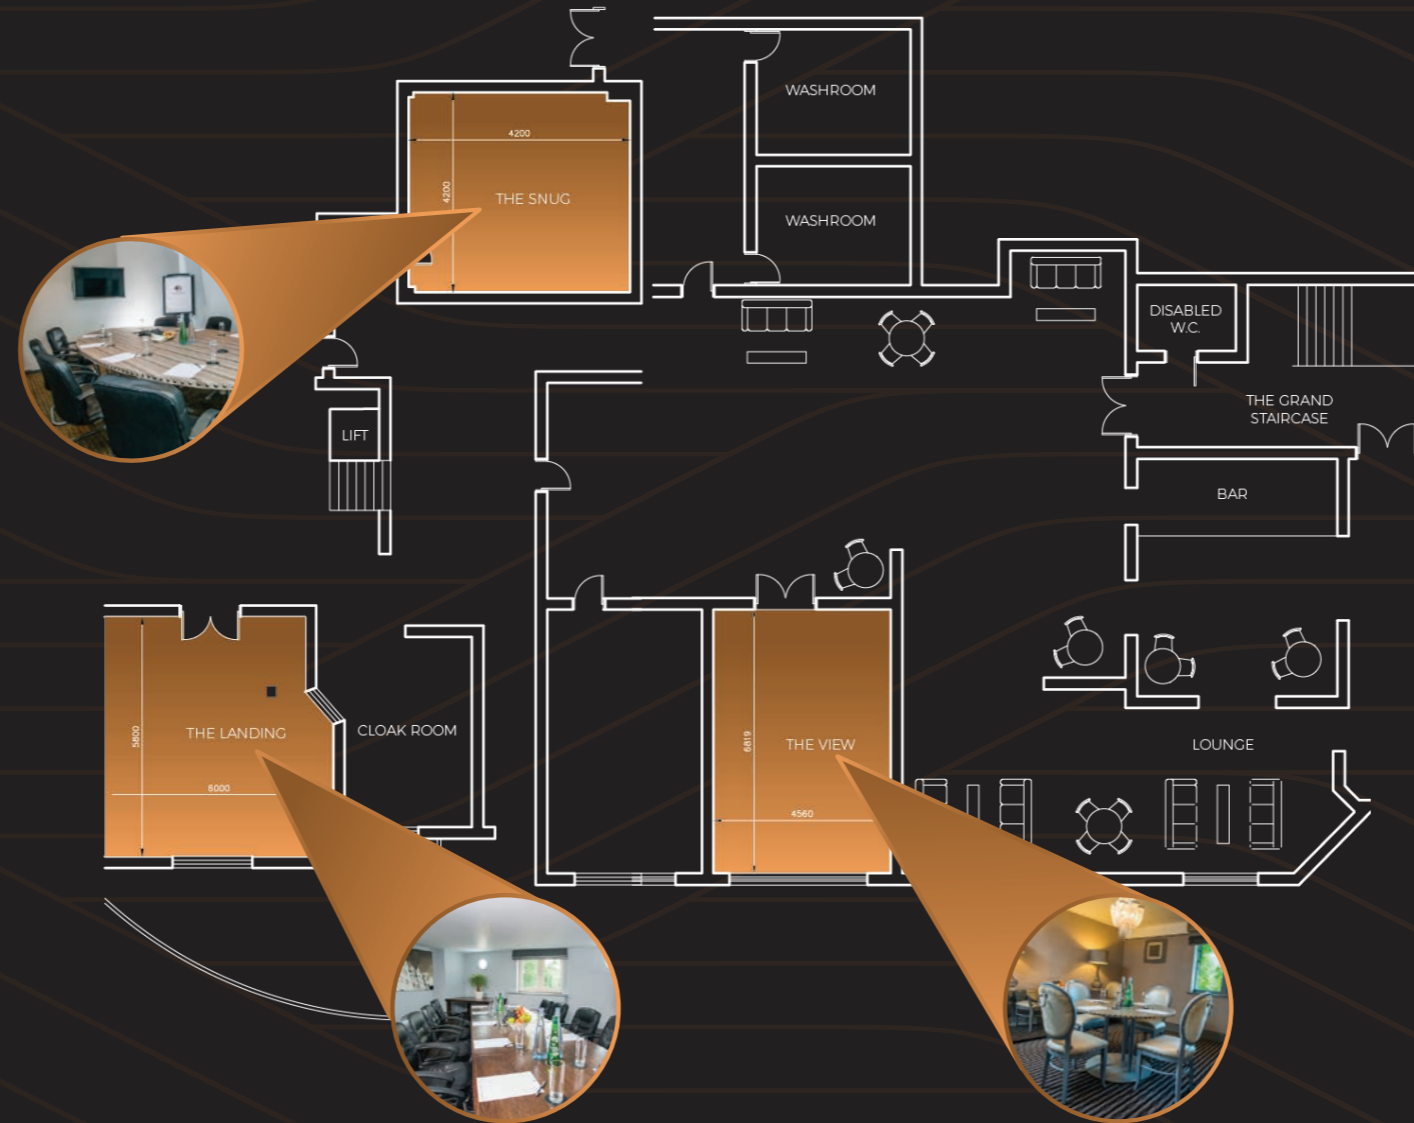 WASHROOM
4200
4200
THE SNUG
WASHROOM
DISABLED
W.C.
THE GRAND
STAIRCASE
LIFT
BAR
5800
THE LANDING
6000
CLOAK ROOM
6819
THE VIEW
4560
LOUNGE